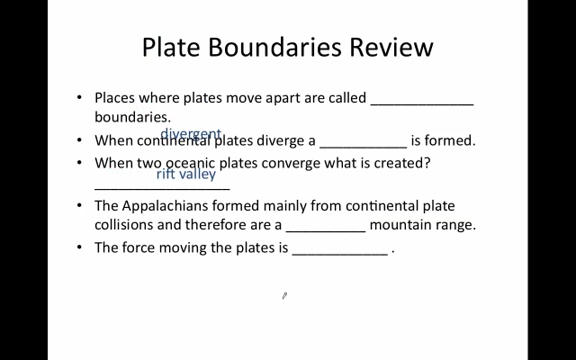 Plate Boundaries Review
• Places where plates move apart are called _____________
boundaries.
divergent
• When continental plates diverge a ___________ is formed.
• When two oceanic plates converge what is created?
rift valley
_________________
• The Appalachians formed mainly from continental plate
collisions and therefore are a __________ mountain range.
• The force moving the plates is ____________ .